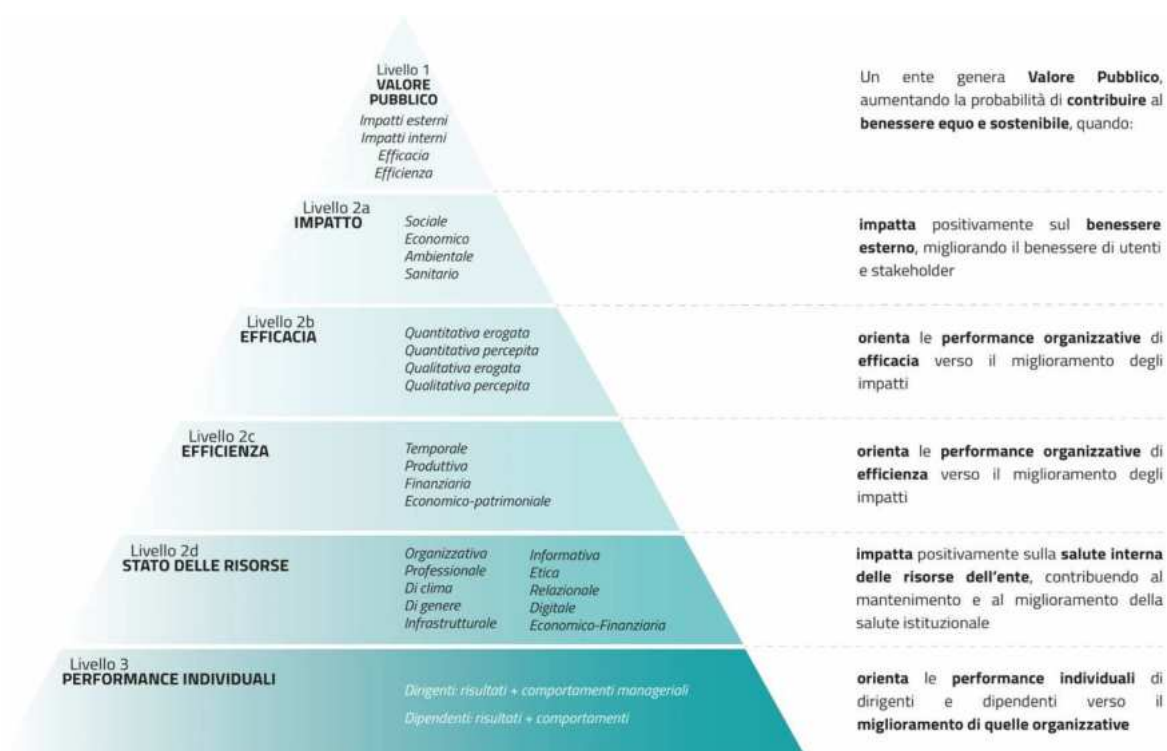 Livello 1
VALORE
PUBBLICO
Impatti esterni
Impatti interni
Efficacia
Efficienza
Un ente genera Valore Pubblico,
aumentando la probabilità di contribuire al
benessere equo e sostenibile, quando:
Livello 2a
IMPATTO
Sociale
Economico
Ambientale
Sanitario
impatta positivamente sul benessere
esterno, migliorando il benessere di utenti
e stakeholder
Livello 2b
EFFICACIA
Quantitativa erogata
Quantitativa percepita
Qualitativa erogata
Qualitativa percepita
orienta le performance organizzative di
efficacia verso il miglioramento degli
impatti
Livello 2c
EFFICIENZA
Temporale
Produttiva
Finanziaria
Economico-patrimoniale
orienta le performance organizzative di
efficienza verso il miglioramento degli
impatti
Livello 2d
STATO DELLE RISORSE
Organizzativa
Professionale
Di clima
Di genere
Infrastrutturale
Informativa
Etica
Relazionale
Digitale
Economico-Finanziaria
impatta positivamente sulla salute interna
delle risorse dell'ente, contribuendo al
mantenimento e al miglioramento della
salute istituzionale
Livello 3
PERFORMANCE INDIVIDUALI
Dirigenti: risultati + comportamenti manageriali
Dipendenti: risultati + comportamenti
orienta le performance individuali di
dirigenti e dipendenti verso il
miglioramento di quelle organizzative